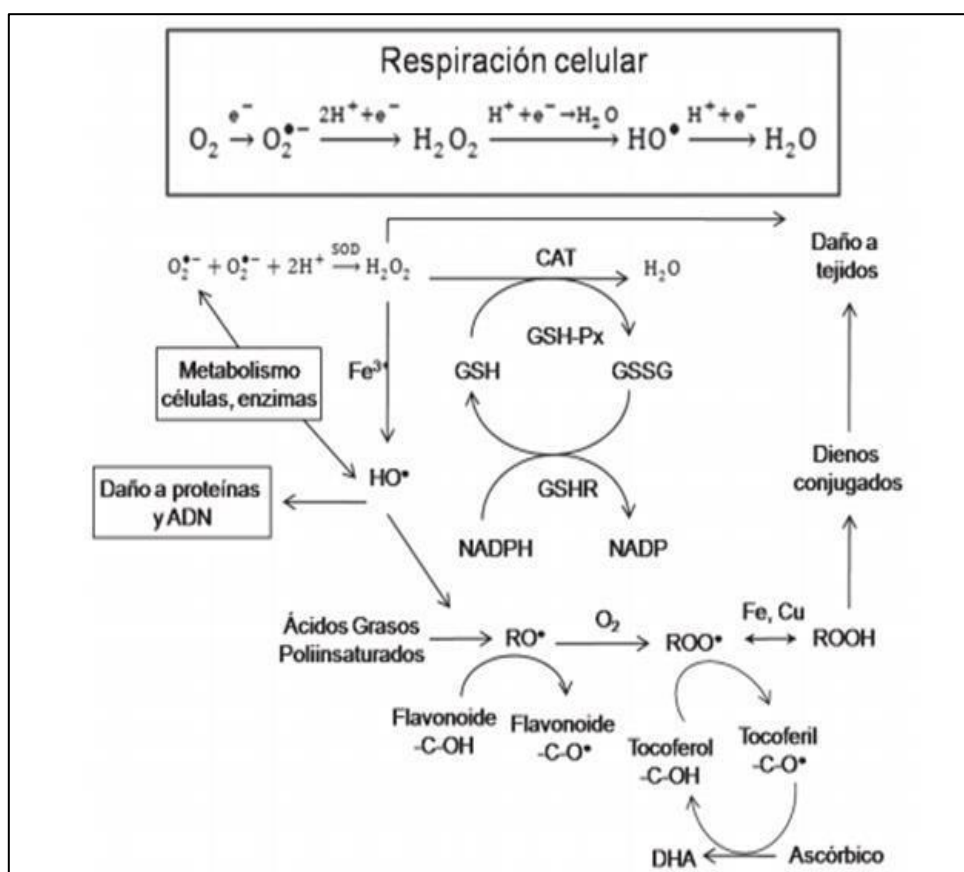 Respiración celular
O₂ e⁻→ O₂•⁻ 2H⁺+e⁻→ H₂O₂ H⁺+e⁻→H₂O→ HO• H⁺+e⁻→ H₂O
O₂•⁻ + O₂•⁻ + 2H⁺ SOD→ H₂O₂
CAT
H₂O
Daño a
tejidos
GSH-Px
Metabolismo
células, enzimas
Fe³⁺
GSH
GSSG
HO•
Daño a proteínas
y ADN
GSHR
Dienos
conjugados
NADPH
NADP
Ácidos Grasos
Poliinsaturados
RO•
O₂
ROO•
Fe, Cu
ROOH
Flavonoide
-C-OH
Flavonoide
-C-O•
Tocoferol
-C-OH
Tocoferil
-C-O•
DHA
Ascórbico